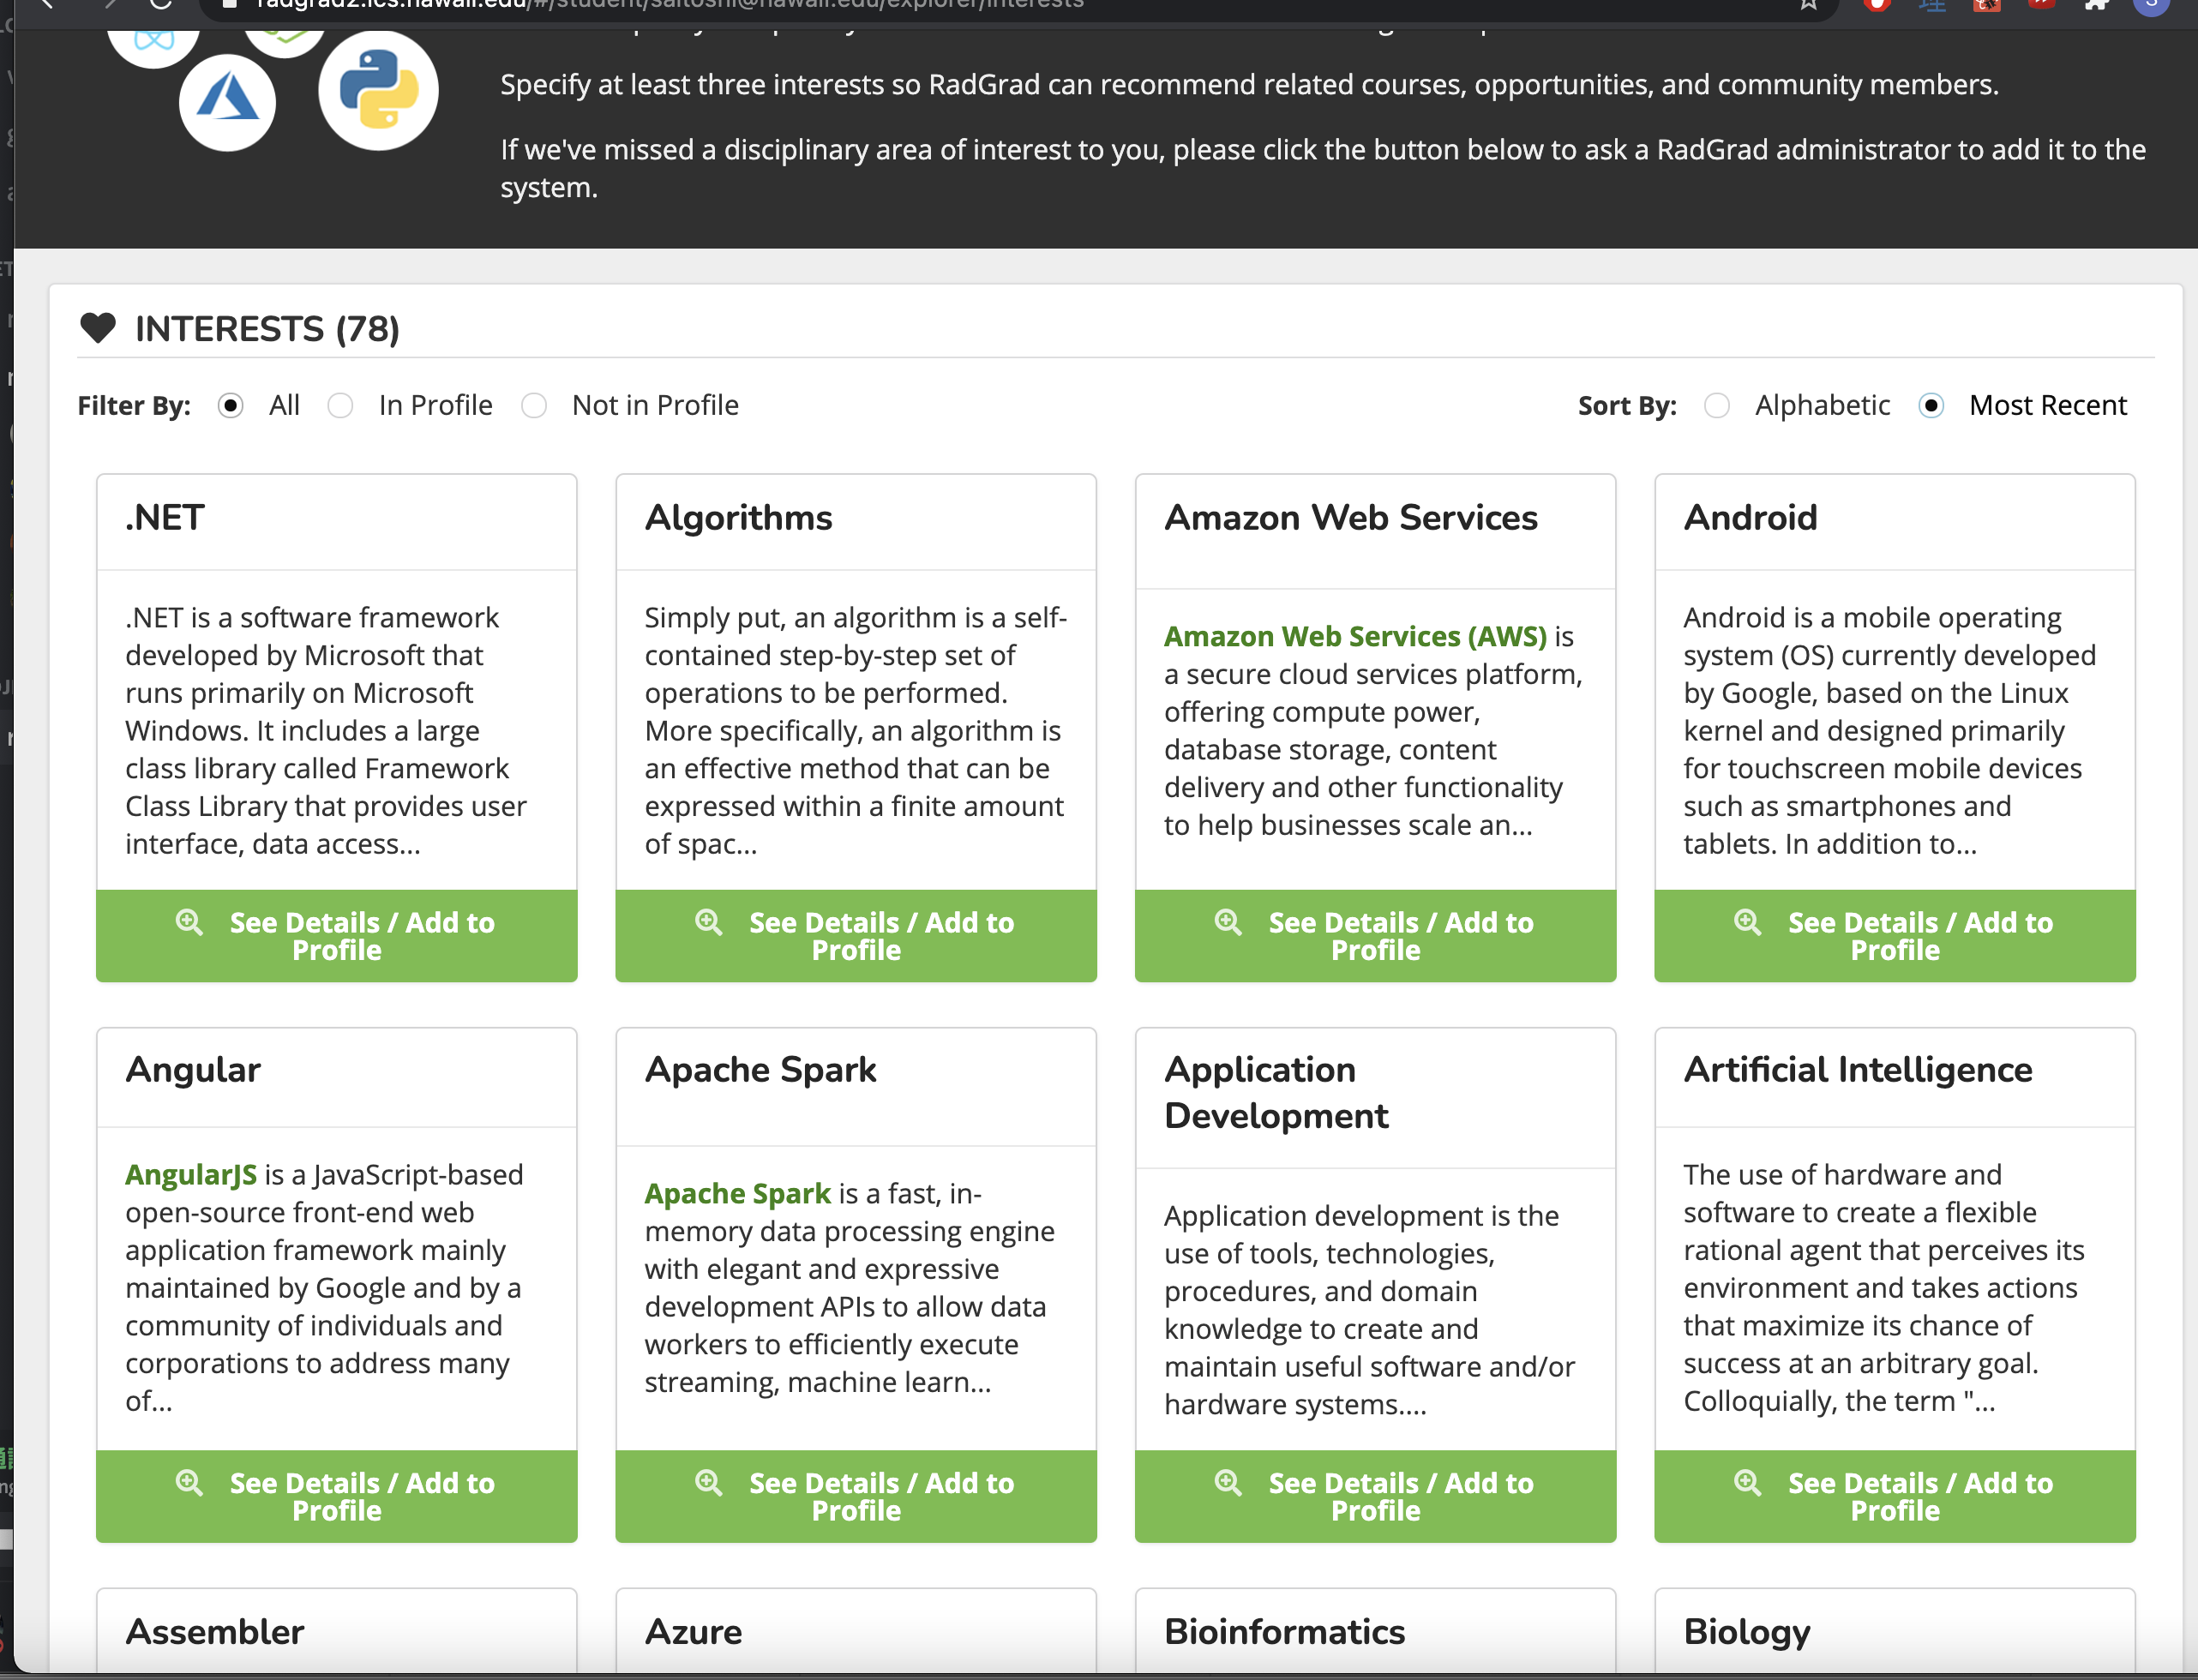 radgrad2.ics.hawaii.edu/#/student/saitoshi@hawaii.edu/explorer/interests
Specify at least three interests so RadGrad can recommend related courses, opportunities, and community members.
If we've missed a disciplinary area of interest to you, please click the button below to ask a RadGrad administrator to add it to the
system.
INTERESTS (78)
Filter By: All In Profile Not in Profile Sort By: Alphabetic Most Recent
.NET
.NET is a software framework
developed by Microsoft that
runs primarily on Microsoft
Windows. It includes a large
class library called Framework
Class Library that provides user
interface, data access...
See Details / Add to
Profile
Algorithms
Simply put, an algorithm is a self-
contained step-by-step set of
operations to be performed.
More specifically, an algorithm is
an effective method that can be
expressed within a finite amount
of spac...
See Details / Add to
Profile
Amazon Web Services
Amazon Web Services (AWS) is
a secure cloud services platform,
offering compute power,
database storage, content
delivery and other functionality
to help businesses scale an...
See Details / Add to
Profile
Android
Android is a mobile operating
system (OS) currently developed
by Google, based on the Linux
kernel and designed primarily
for touchscreen mobile devices
such as smartphones and
tablets. In addition to...
See Details / Add to
Profile
Angular
AngularJS is a JavaScript-based
open-source front-end web
application framework mainly
maintained by Google and by a
community of individuals and
corporations to address many
of...
See Details / Add to
Profile
Apache Spark
Apache Spark is a fast, in-
memory data processing engine
with elegant and expressive
development APIs to allow data
workers to efficiently execute
streaming, machine learn...
See Details / Add to
Profile
Application
Development
Application development is the
use of tools, technologies,
procedures, and domain
knowledge to create and
maintain useful software and/or
hardware systems....
See Details / Add to
Profile
Artificial Intelligence
The use of hardware and
software to create a flexible
rational agent that perceives its
environment and takes actions
that maximize its chance of
success at an arbitrary goal.
Colloquially, the term "...
See Details / Add to
Profile
Assembler
Azure
Bioinformatics
Biology